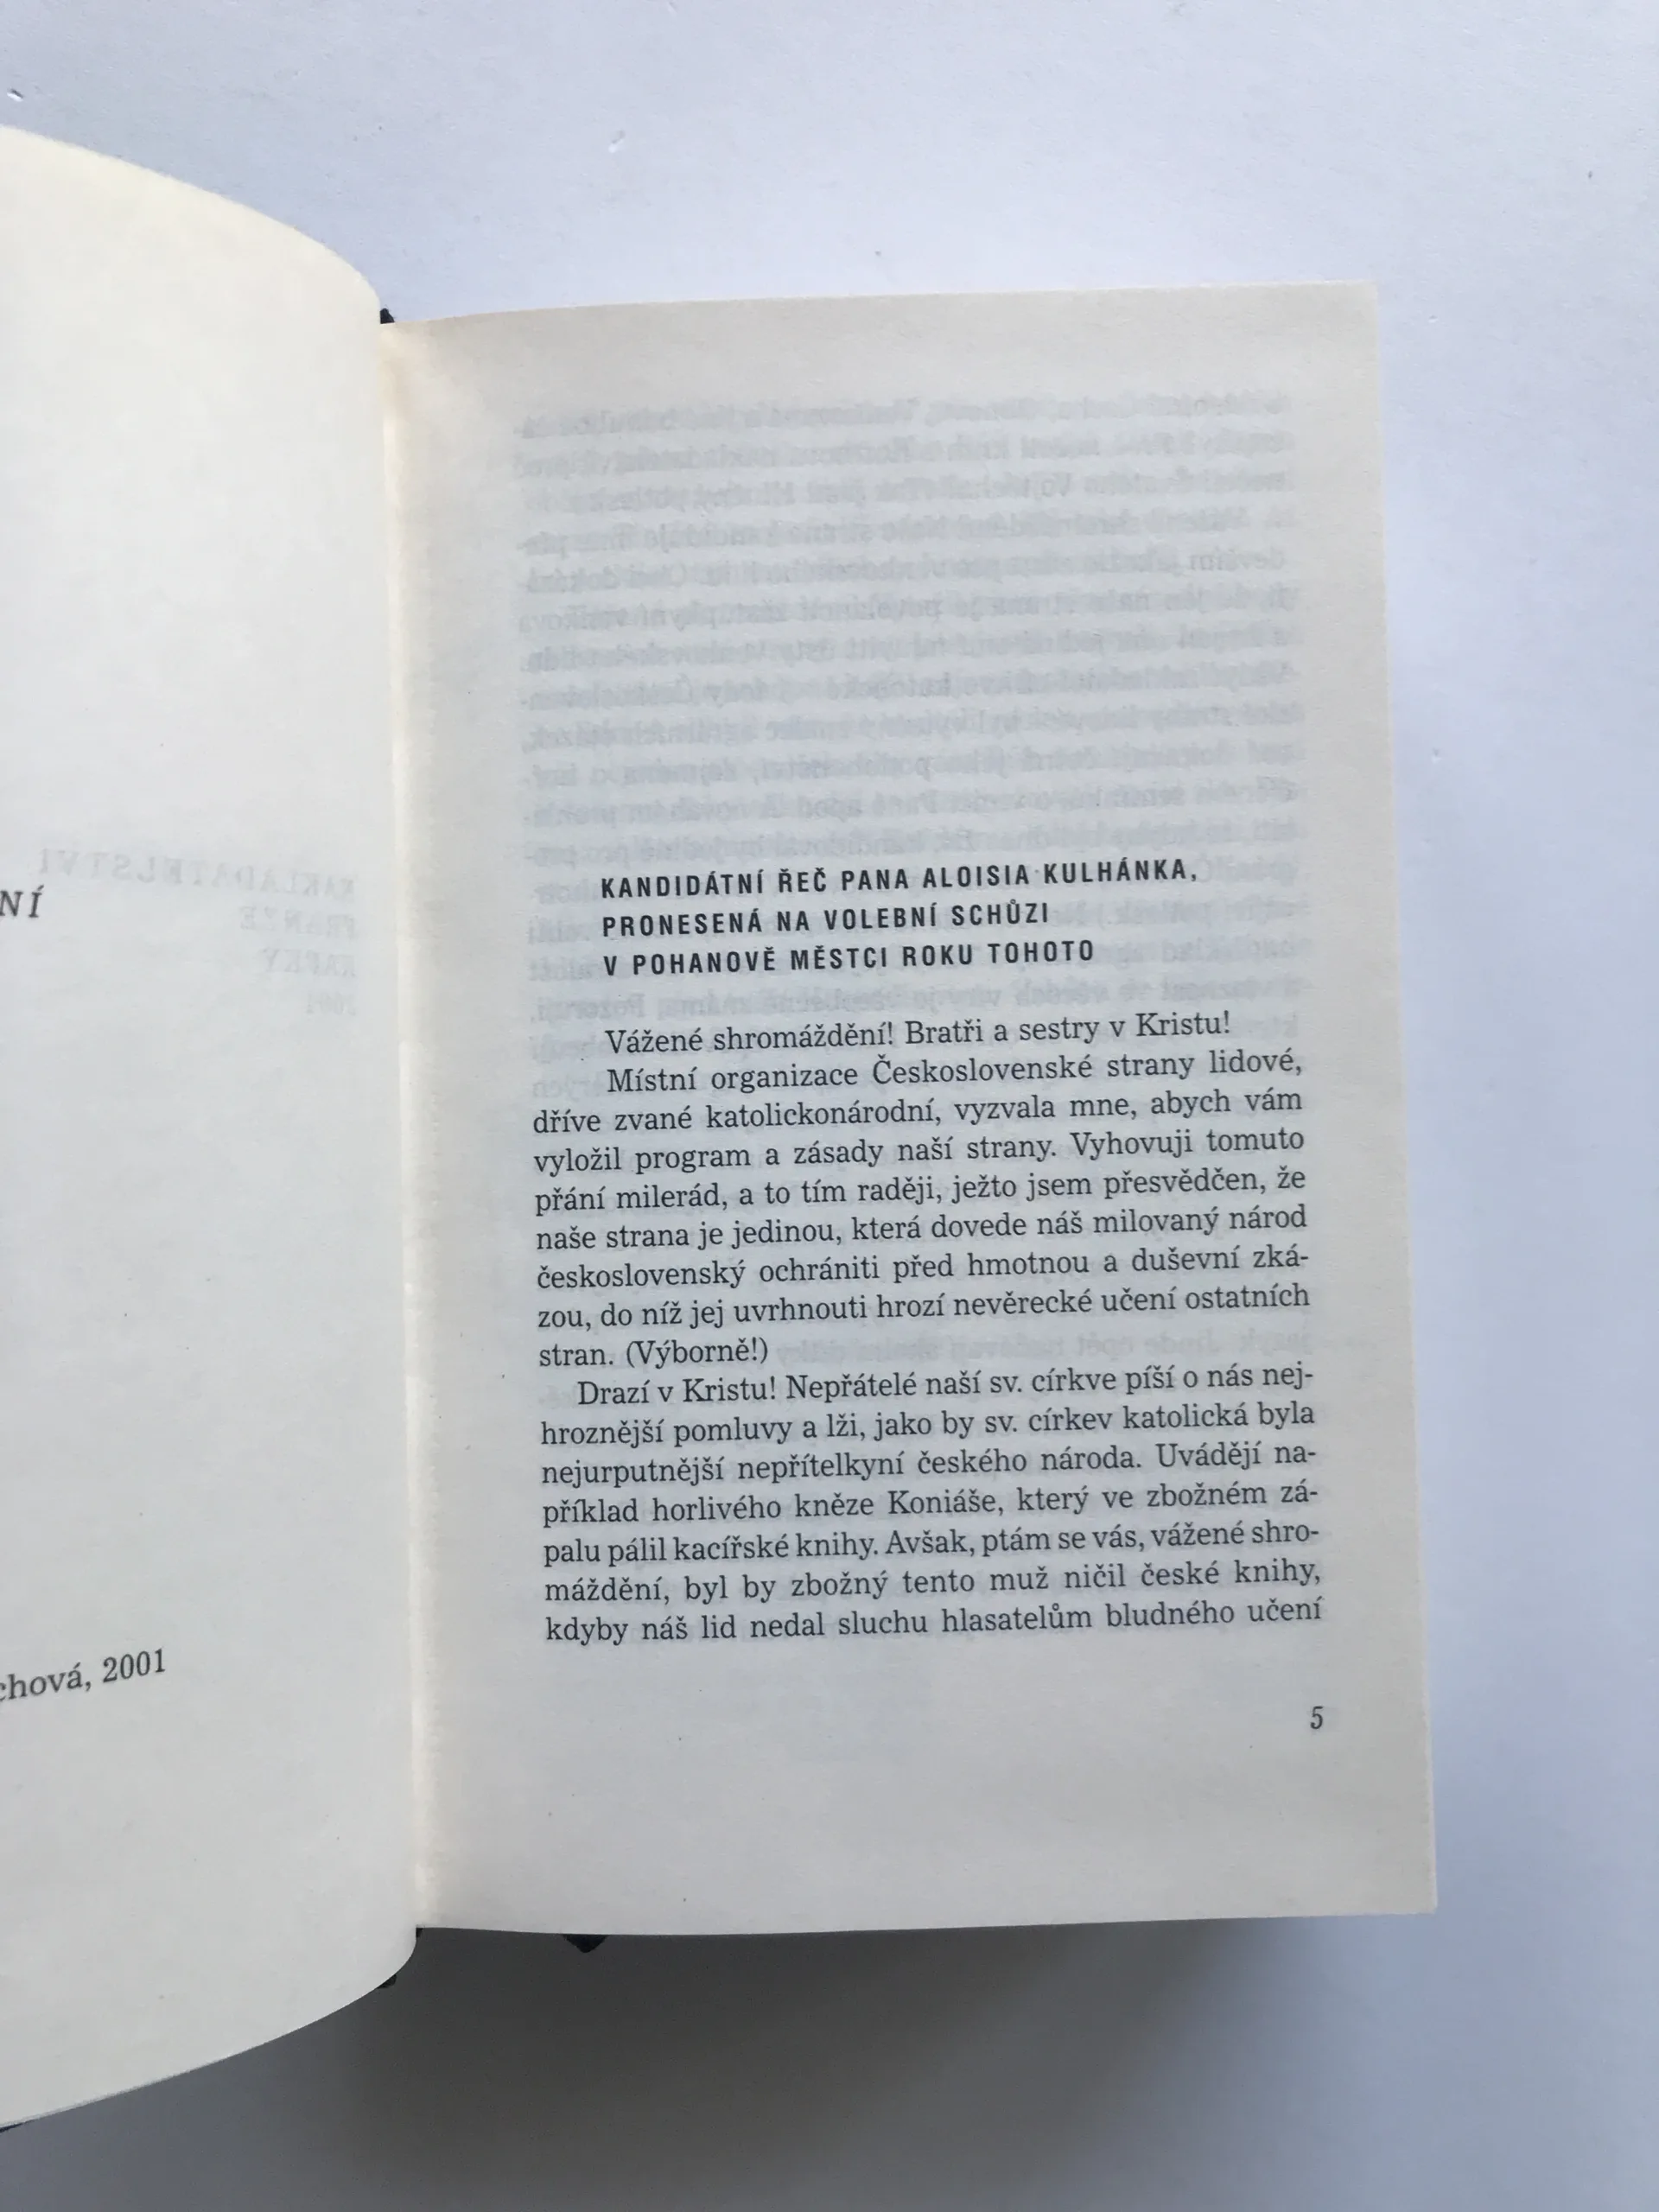 NÍ
chová, 2001
NAKLADATELSTVÍ
FRANZE
KAFKY
2001
KANDIDÁTNÍ ŘEČ PANA ALOISIA KULHÁNKA,
PRONESENÁ NA VOLEBNÍ SCHŮZI
V POHANOVĚ MĚSTCI ROKU TOHOTO
Vážené shromáždění! Bratři a sestry v Kristu!
Místní organizace Československé strany lidové,
dříve zvané katolickonárodní, vyzvala mne, abych vám
vyložil program a zásady naší strany. Vyhovuji tomuto
přání milerád, a to tím raději, ježto jsem přesvědčen, že
naše strana je jedinou, která dovede náš milovaný národ
československý ochrániti před hmotnou a duševní zká-
zou, do níž jej uvrhnouti hrozí nevěrecké učení ostatních
stran. (Výborně!)
Drazí v Kristu! Nepřátelé naší sv. církve píší o nás nej-
hroznější pomluvy a lži, jako by sv. církev katolická byla
nejurputnější nepřítelkyní českého národa. Uvádějí na-
příklad horlivého kněze Koniáše, který ve zbožném zá-
palu pálil kacířské knihy. Avšak, ptám se vás, vážené shro-
máždění, byl by zbožný tento muž ničil české knihy,
kdyby náš lid nedal sluchu hlasatelům bludného učení
5